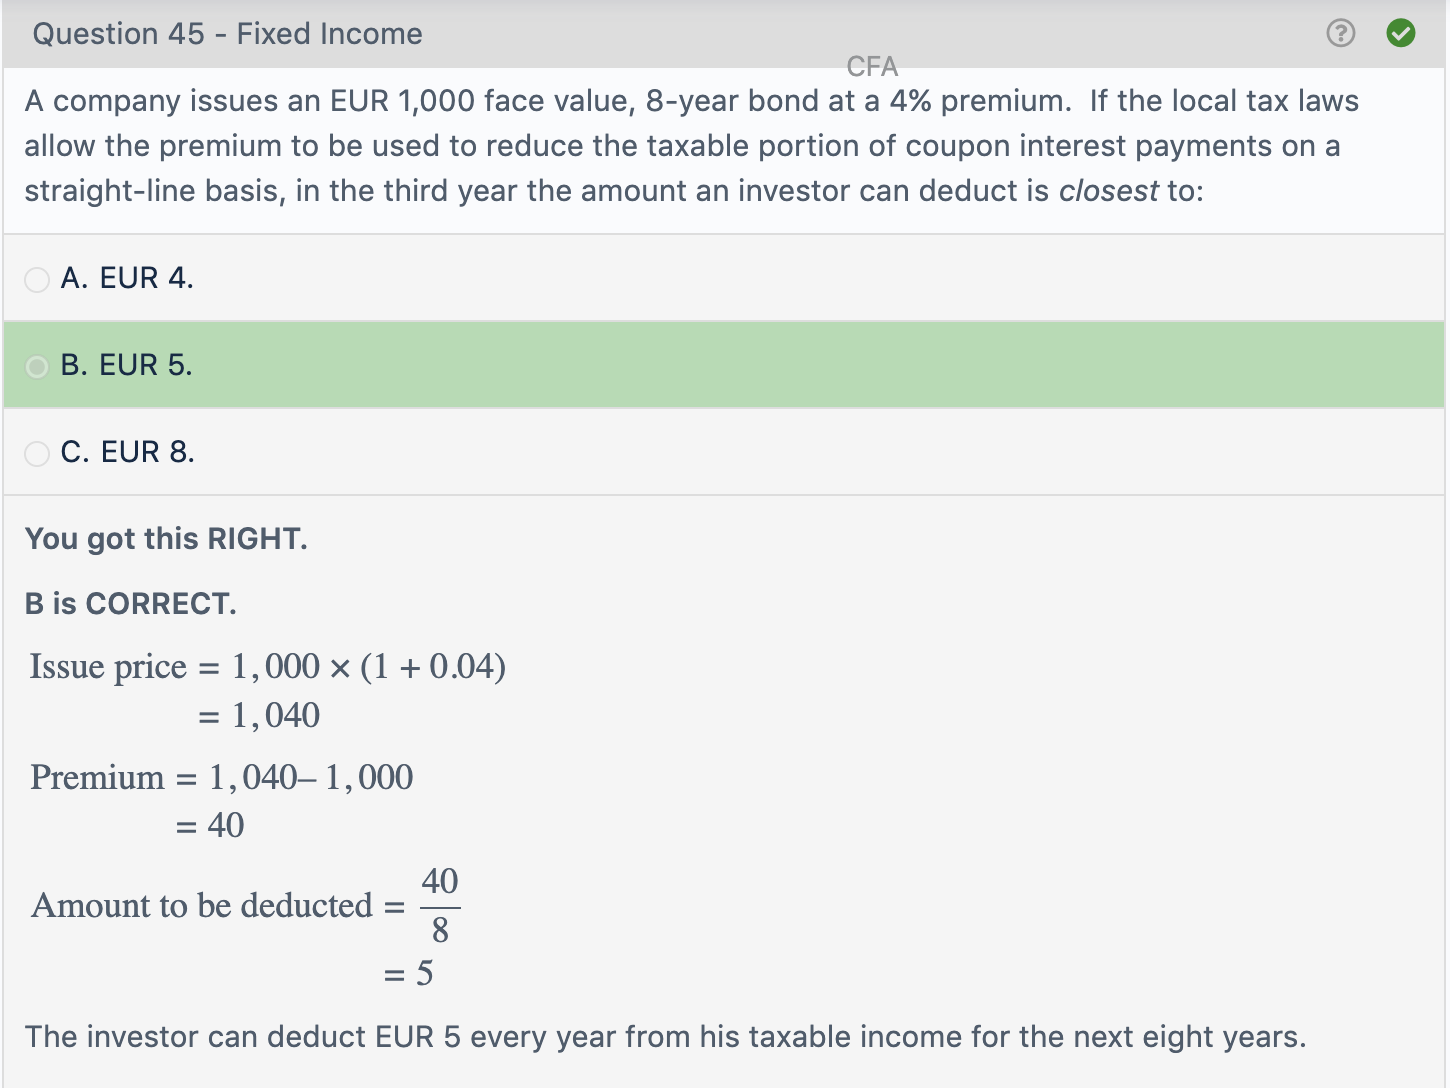 Question 45 - Fixed Income
CFA
A company issues an EUR 1,000 face value, 8-year bond at a 4% premium.  If the local tax laws
allow the premium to be used to reduce the taxable portion of coupon interest payments on a
straight-line basis, in the third year the amount an investor can deduct is closest to:
A. EUR 4.
B. EUR 5.
C. EUR 8.
You got this RIGHT.
B is CORRECT.
Issue price = 1,000 × (1 + 0.04)
= 1,040
Premium = 1,040– 1,000
= 40
Amount to be deducted = 40/8
= 5
The investor can deduct EUR 5 every year from his taxable income for the next eight years.